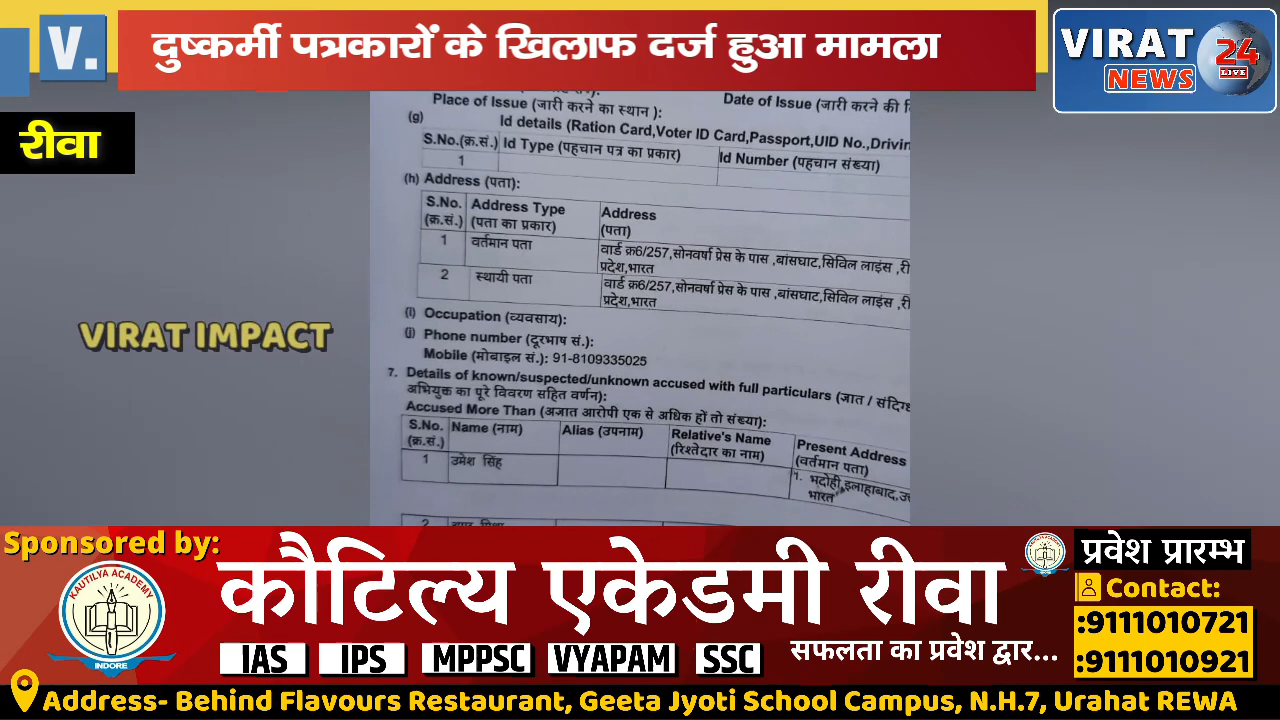 V.
दुष्कर्मी पत्रकारों के खिलाफ दर्ज हुआ मामला
VIRAT
24
NEWS
LIVE
रीवा
Place of Issue (जारी करने का स्थान ):
Date of Issue (जारी करने की
(g)
Id details (Ration Card,Voter ID Card,Passport,UID No.,Drivin
S.No.(क्र.सं.) Id Type (पहचान पत्र का प्रकार) Id Number (पहचान संख्या)
1
(h) Address (पता):
S.No. (क्र.सं.) Address Type (पता का प्रकार) Address (पता)
1 वर्तमान पता वार्ड क्र6/257,सोनवर्षा प्रेस के पास ,बांसघाट,सिविल लाइंस ,री
प्रदेश,भारत
2 स्थायी पता वार्ड क्र6/257,सोनवर्षा प्रेस के पास ,बांसघाट,सिविल लाइंस ,री
प्रदेश,भारत
(i) Occupation (व्यवसाय):
(j) Phone number (दूरभाष सं.):
Mobile (मोबाइल सं.): 91-8109335025
VIRAT IMPACT
7. Details of known/suspected/unknown accused with full particulars (ज्ञात / संदिग्ध
अभियुक्त का पूरे विवरण सहित वर्णन):
Accused More Than (अज्ञात आरोपी एक से अधिक हों तो संख्या):
S.No. (क्र.सं.) Name (नाम) Alias (उपनाम) Relative's Name (रिश्तेदार का नाम) Present Address (वर्तमान पता)
1 उमेश सिंह 1. भदोही,इलाहाबाद,उ
भारत
2
Sponsored by:
KAUTILYA ACADEMY
INDORE
कौटिल्य एकेडमी रीवा
IAS IPS MPPSC VYAPAM SSC
सफलता का प्रवेश द्वार...
प्रवेश प्रारम्भ
Contact:
:9111010721
:9111010921
Address- Behind Flavours Restaurant, Geeta Jyoti School Campus, N.H.7, Urahat REWA